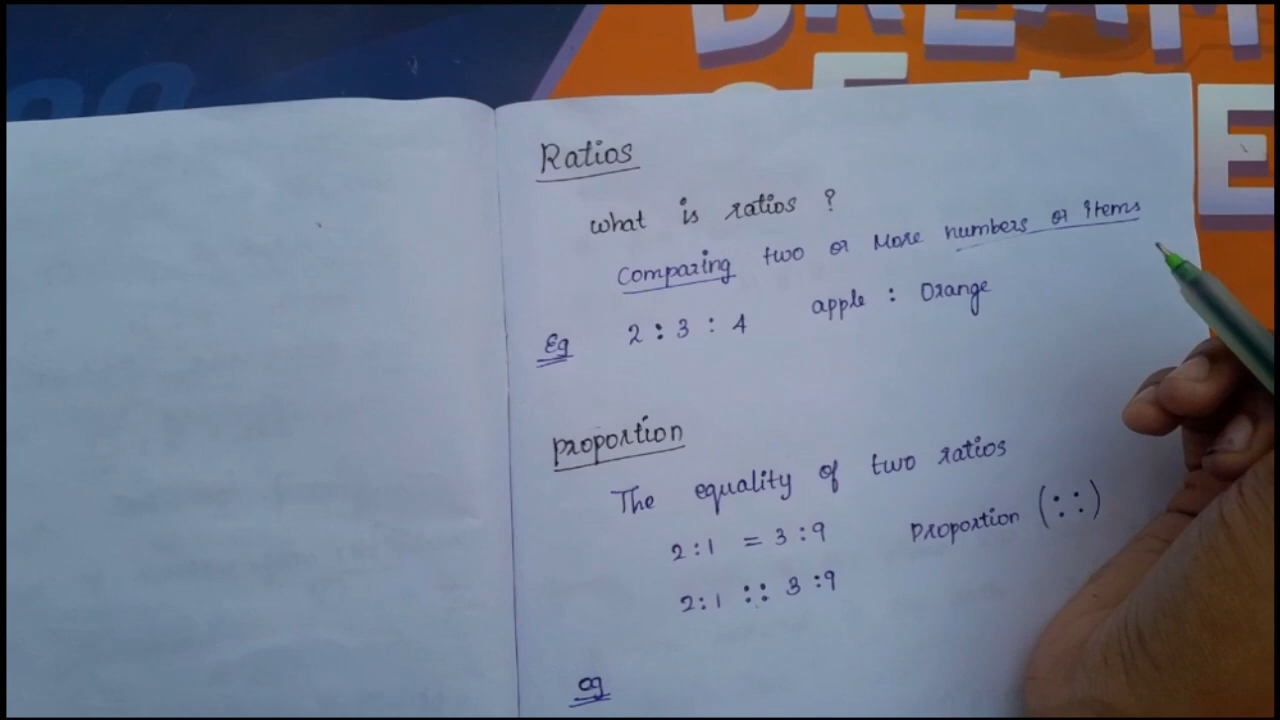 DREAM
Ratios
what is ratios ?
Comparing two or More numbers or items
Eg 2 : 3 : 4 apple : Orange
Proportion
The equality of two ratios
2:1 = 3:9 Proportion (::)
2:1 :: 3:9